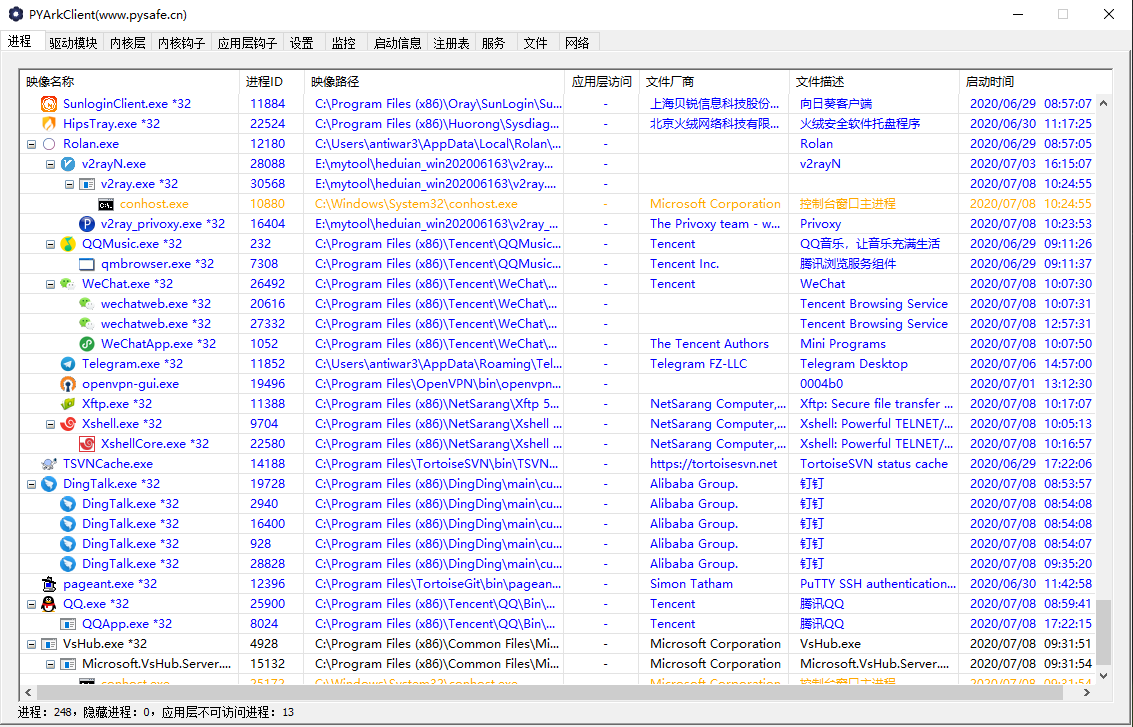 PYArkClient(www.pysafe.cn)
进程 驱动模块 内核层 内核钩子 应用层钩子 设置 监控 启动信息 注册表 服务 文件 网络
映像名称 进程ID 映像路径 应用层访问 文件厂商 文件描述 启动时间
SunloginClient.exe *32 11884 C:\Program Files (x86)\Oray\SunLogin\Su... - 上海贝锐信息科技股份... 向日葵客户端 2020/06/29 08:57:07
HipsTray.exe *32 22524 C:\Program Files (x86)\Huorong\Sysdiag... - 北京火绒网络科技有限... 火绒安全软件托盘程序 2020/06/30 11:17:25
Rolan.exe 12180 C:\Users\antiwar3\AppData\Local\Rolan\... - Rolan 2020/06/29 08:57:05
v2rayN.exe 28088 E:\mytool\heduian_win202006163\v2ray... - v2rayN 2020/07/03 16:15:07
v2ray.exe *32 30568 E:\mytool\heduian_win202006163\v2ray.... - 2020/07/08 10:24:55
conhost.exe 10880 C:\Windows\System32\conhost.exe - Microsoft Corporation 控制台窗口主进程 2020/07/08 10:24:55
v2ray_privoxy.exe *32 16404 E:\mytool\heduian_win202006163\v2ray_... - The Privoxy team - w... Privoxy 2020/07/08 10:23:53
QQMusic.exe *32 232 C:\Program Files (x86)\Tencent\QQMusic... - Tencent QQ音乐，让音乐充满生活 2020/06/29 09:11:26
qmbrowser.exe *32 7308 C:\Program Files (x86)\Tencent\QQMusic... - Tencent Inc. 腾讯浏览服务组件 2020/06/29 09:11:37
WeChat.exe *32 26492 C:\Program Files (x86)\Tencent\WeChat\... - Tencent WeChat 2020/07/08 10:07:30
wechatweb.exe *32 20616 C:\Program Files (x86)\Tencent\WeChat\... - Tencent Browsing Service 2020/07/08 10:07:31
wechatweb.exe *32 27332 C:\Program Files (x86)\Tencent\WeChat\... - Tencent Browsing Service 2020/07/08 12:57:31
WeChatApp.exe *32 1052 C:\Program Files (x86)\Tencent\WeChat\... - The Tencent Authors Mini Programs 2020/07/08 10:07:50
Telegram.exe *32 11852 C:\Users\antiwar3\AppData\Roaming\Tel... - Telegram FZ-LLC Telegram Desktop 2020/07/06 14:57:00
openvpn-gui.exe 19496 C:\Program Files\OpenVPN\bin\openvpn... - 0004b0 2020/07/01 13:12:30
Xftp.exe *32 11388 C:\Program Files (x86)\NetSarang\Xftp 5... - NetSarang Computer,... Xftp: Secure file transfer ... 2020/07/08 10:17:07
Xshell.exe *32 9704 C:\Program Files (x86)\NetSarang\Xshell ... - NetSarang Computer,... Xshell: Powerful TELNET/... 2020/07/08 10:05:13
XshellCore.exe *32 22580 C:\Program Files (x86)\NetSarang\Xshell ... - NetSarang Computer,... Xshell: Powerful TELNET/... 2020/07/08 10:16:57
TSVNCache.exe 14188 C:\Program Files\TortoiseSVN\bin\TSVN... - https://tortoisesvn.net TortoiseSVN status cache 2020/06/29 17:22:06
DingTalk.exe *32 19728 C:\Program Files (x86)\DingDing\main\cu... - Alibaba Group. 钉钉 2020/07/08 08:53:57
DingTalk.exe *32 2940 C:\Program Files (x86)\DingDing\main\cu... - Alibaba Group. 钉钉 2020/07/08 08:54:08
DingTalk.exe *32 16400 C:\Program Files (x86)\DingDing\main\cu... - Alibaba Group. 钉钉 2020/07/08 08:54:08
DingTalk.exe *32 928 C:\Program Files (x86)\DingDing\main\cu... - Alibaba Group. 钉钉 2020/07/08 08:54:07
DingTalk.exe *32 28828 C:\Program Files (x86)\DingDing\main\cu... - Alibaba Group. 钉钉 2020/07/08 09:35:20
pageant.exe *32 12396 C:\Program Files\TortoiseGit\bin\pagean... - Simon Tatham PuTTY SSH authentication... 2020/06/30 11:42:58
QQ.exe *32 25900 C:\Program Files (x86)\Tencent\QQ\Bin\... - Tencent 腾讯QQ 2020/07/08 08:59:41
QQApp.exe *32 8024 C:\Program Files (x86)\Tencent\QQ\Bin\... - Tencent 腾讯QQ 2020/07/08 17:22:15
VsHub.exe *32 4928 C:\Program Files (x86)\Common Files\Mi... - Microsoft Corporation VsHub.exe 2020/07/08 09:31:51
Microsoft.VsHub.Server.... 15132 C:\Program Files (x86)\Common Files\Mi... - Microsoft Corporation Microsoft.VsHub.Server.... 2020/07/08 09:31:54
conhost.exe 25172 C:\Windows\System32\conhost.exe - Microsoft Corporation 控制台窗口主进程 2020/07/08 09:31:54
进程：248，隐藏进程：0，应用层不可访问进程：13